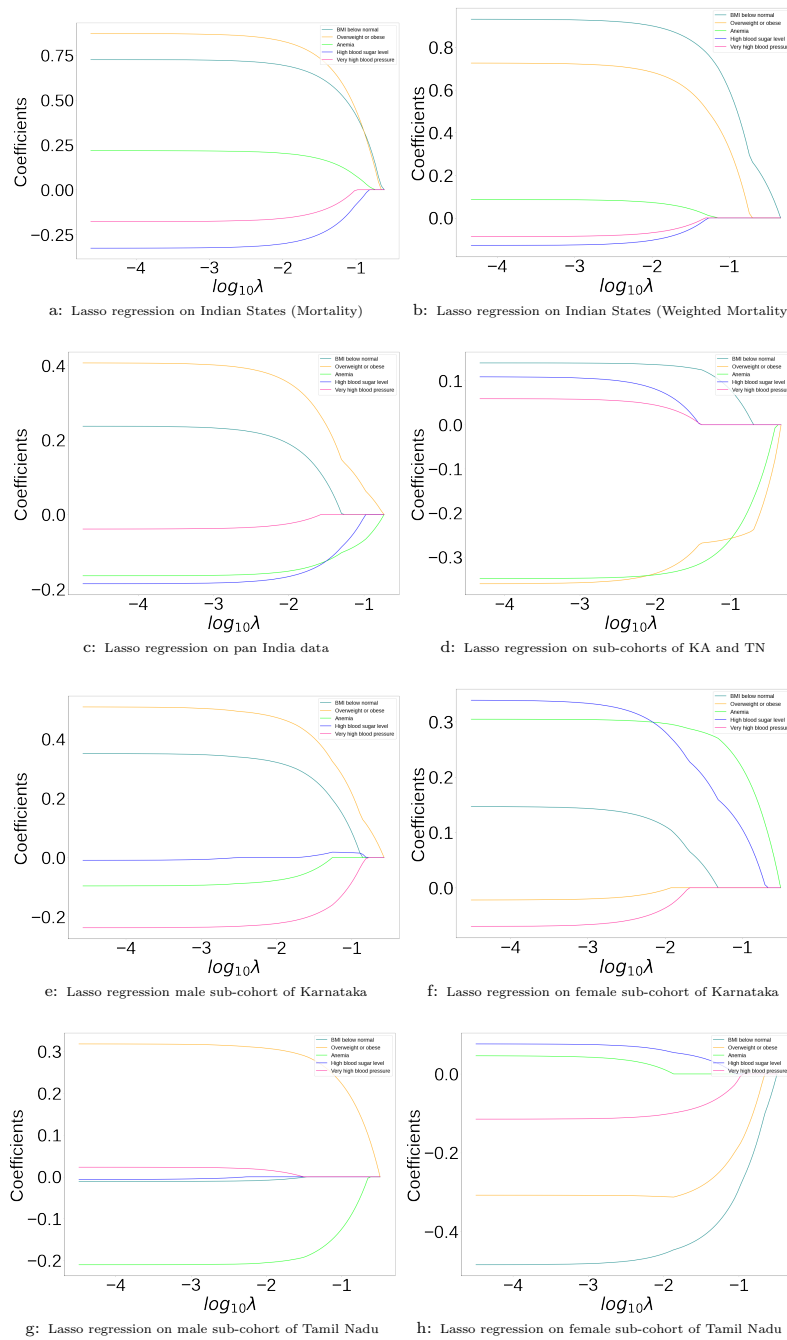 BMI below normal
Overweight or obese
Anemia
High blood sugar level
Very high blood pressure
0.75
0.50
0.25
0.00
−0.25
Coefficients
−4 −3 −2 −1
log10λ
a: Lasso regression on Indian States (Mortality)
BMI below normal
Overweight or obese
Anemia
High blood sugar level
Very high blood pressure
0.8
0.6
0.4
0.2
0.0
Coefficients
−4 −3 −2 −1
log10λ
b: Lasso regression on Indian States (Weighted Mortality
BMI below normal
Overweight or obese
Anemia
High blood sugar level
Very high blood pressure
0.4
0.2
0.0
−0.2
Coefficients
−4 −3 −2 −1
log10λ
c: Lasso regression on pan India data
BMI below normal
Overweight or obese
Anemia
High blood sugar level
Very high blood pressure
0.1
0.0
−0.1
−0.2
−0.3
Coefficients
−4 −3 −2 −1
log10λ
d: Lasso regression on sub-cohorts of KA and TN
BMI below normal
Overweight or obese
Anemia
High blood sugar level
Very high blood pressure
0.4
0.2
0.0
−0.2
Coefficients
−4 −3 −2 −1
log10λ
e: Lasso regression male sub-cohort of Karnataka
BMI below normal
Overweight or obese
Anemia
High blood sugar level
Very high blood pressure
0.3
0.2
0.1
0.0
Coefficients
−4 −3 −2 −1
log10λ
f: Lasso regression on female sub-cohort of Karnataka
BMI below normal
Overweight or obese
Anemia
High blood sugar level
Very high blood pressure
0.3
0.2
0.1
0.0
−0.1
−0.2
Coefficients
−4 −3 −2 −1
log10λ
g: Lasso regression on male sub-cohort of Tamil Nadu
BMI below normal
Overweight or obese
Anemia
High blood sugar level
Very high blood pressure
0.0
−0.2
−0.4
Coefficients
−4 −3 −2 −1
log10λ
h: Lasso regression on female sub-cohort of Tamil Nadu